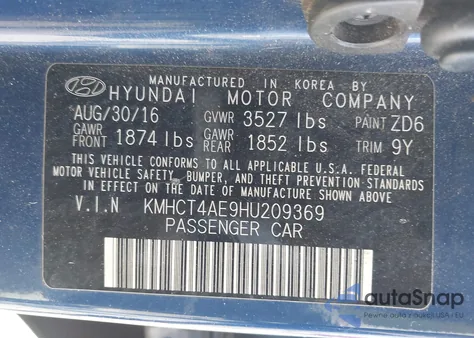 MANUFACTURED IN KOREA BY
HYUNDAI MOTOR COMPANY
AUG/30/16 GVWR 3527 lbs PAINT ZD6
GAWR FRONT 1874 lbs GAWR REAR 1852 lbs TRIM 9Y
THIS VEHICLE CONFORMS TO ALL APPLICABLE U.S.A. FEDERAL
MOTOR VEHICLE SAFETY, BUMPER, AND THEFT PREVENTION STANDARDS
IN EFFECT ON THE DATE OF MANUFACTURE SHOWN ABOVE.
V.I.N KMHCT4AE9HU209369
PASSENGER CAR
autoSnap